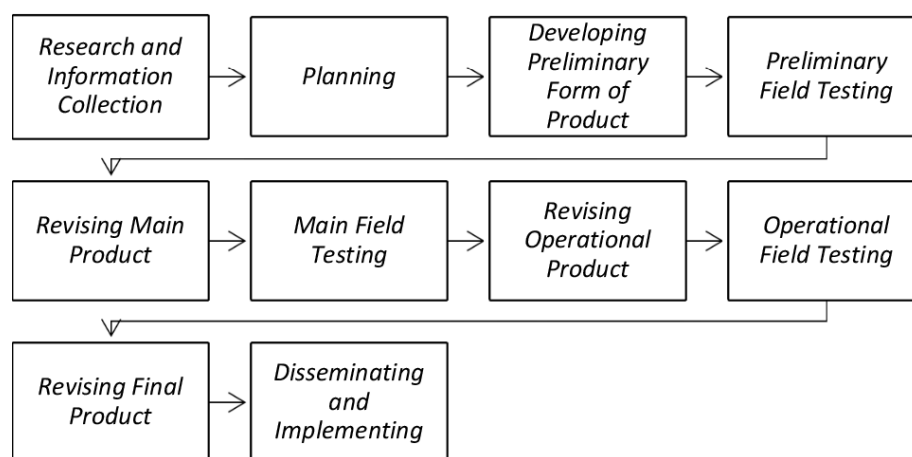 Research and
Information
Collection
Planning
Developing
Preliminary
Form of
Product
Preliminary
Field Testing
Revising Main
Product
Main Field
Testing
Revising
Operational
Product
Operational
Field Testing
Revising Final
Product
Disseminating
and
Implementing